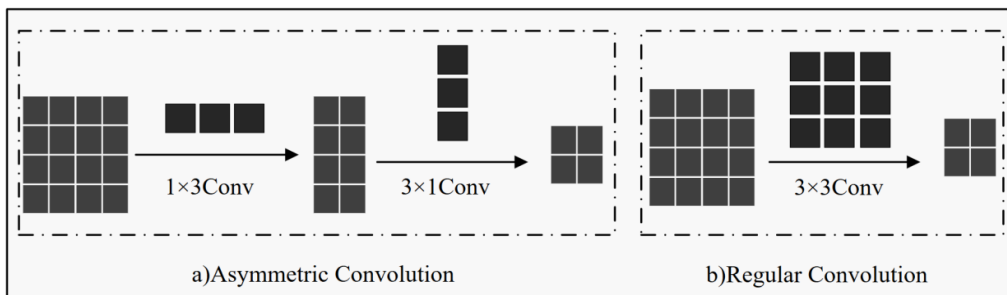 1×3Conv
3×1Conv
3×3Conv
a)Asymmetric Convolution
b)Regular Convolution